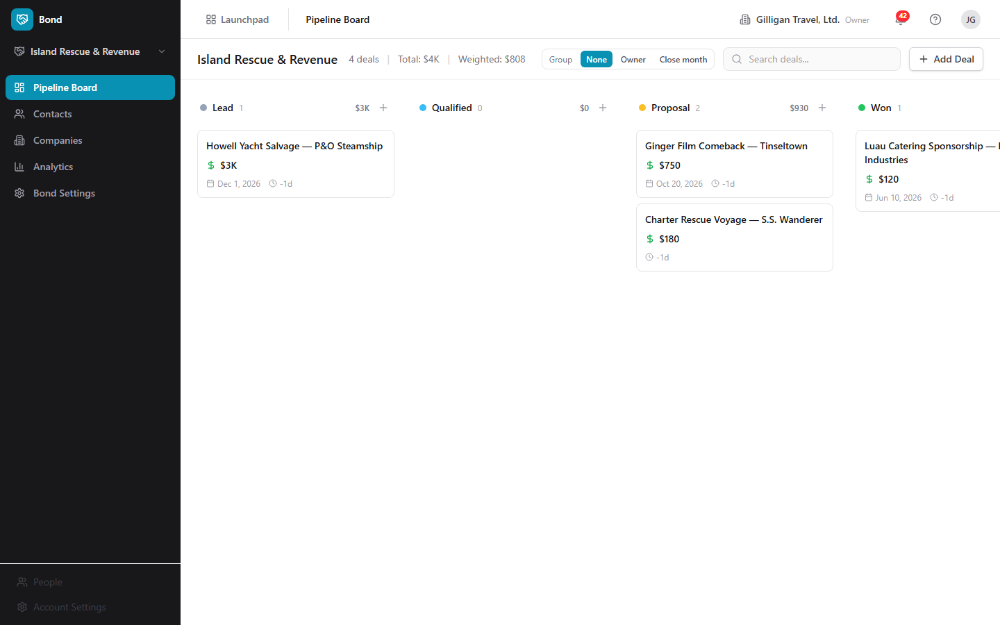 Bond
Island Rescue & Revenue
Pipeline Board
Contacts
Companies
Analytics
Bond Settings
People
Account Settings
Launchpad
Pipeline Board
Gilligan Travel, Ltd. Owner
42
JG
Island Rescue & Revenue
4 deals | Total: $4K | Weighted: $808
Group None Owner Close month
Search deals...
Add Deal
Lead 1 $3K
Howell Yacht Salvage — P&O Steamship
$3K
Dec 1, 2026 -1d
Qualified 0 $0
Proposal 2 $930
Ginger Film Comeback — Tinseltown
$750
Oct 20, 2026 -1d
Charter Rescue Voyage — S.S. Wanderer
$180
-1d
Won 1
Luau Catering Sponsorship —
Industries
$120
Jun 10, 2026 -1d